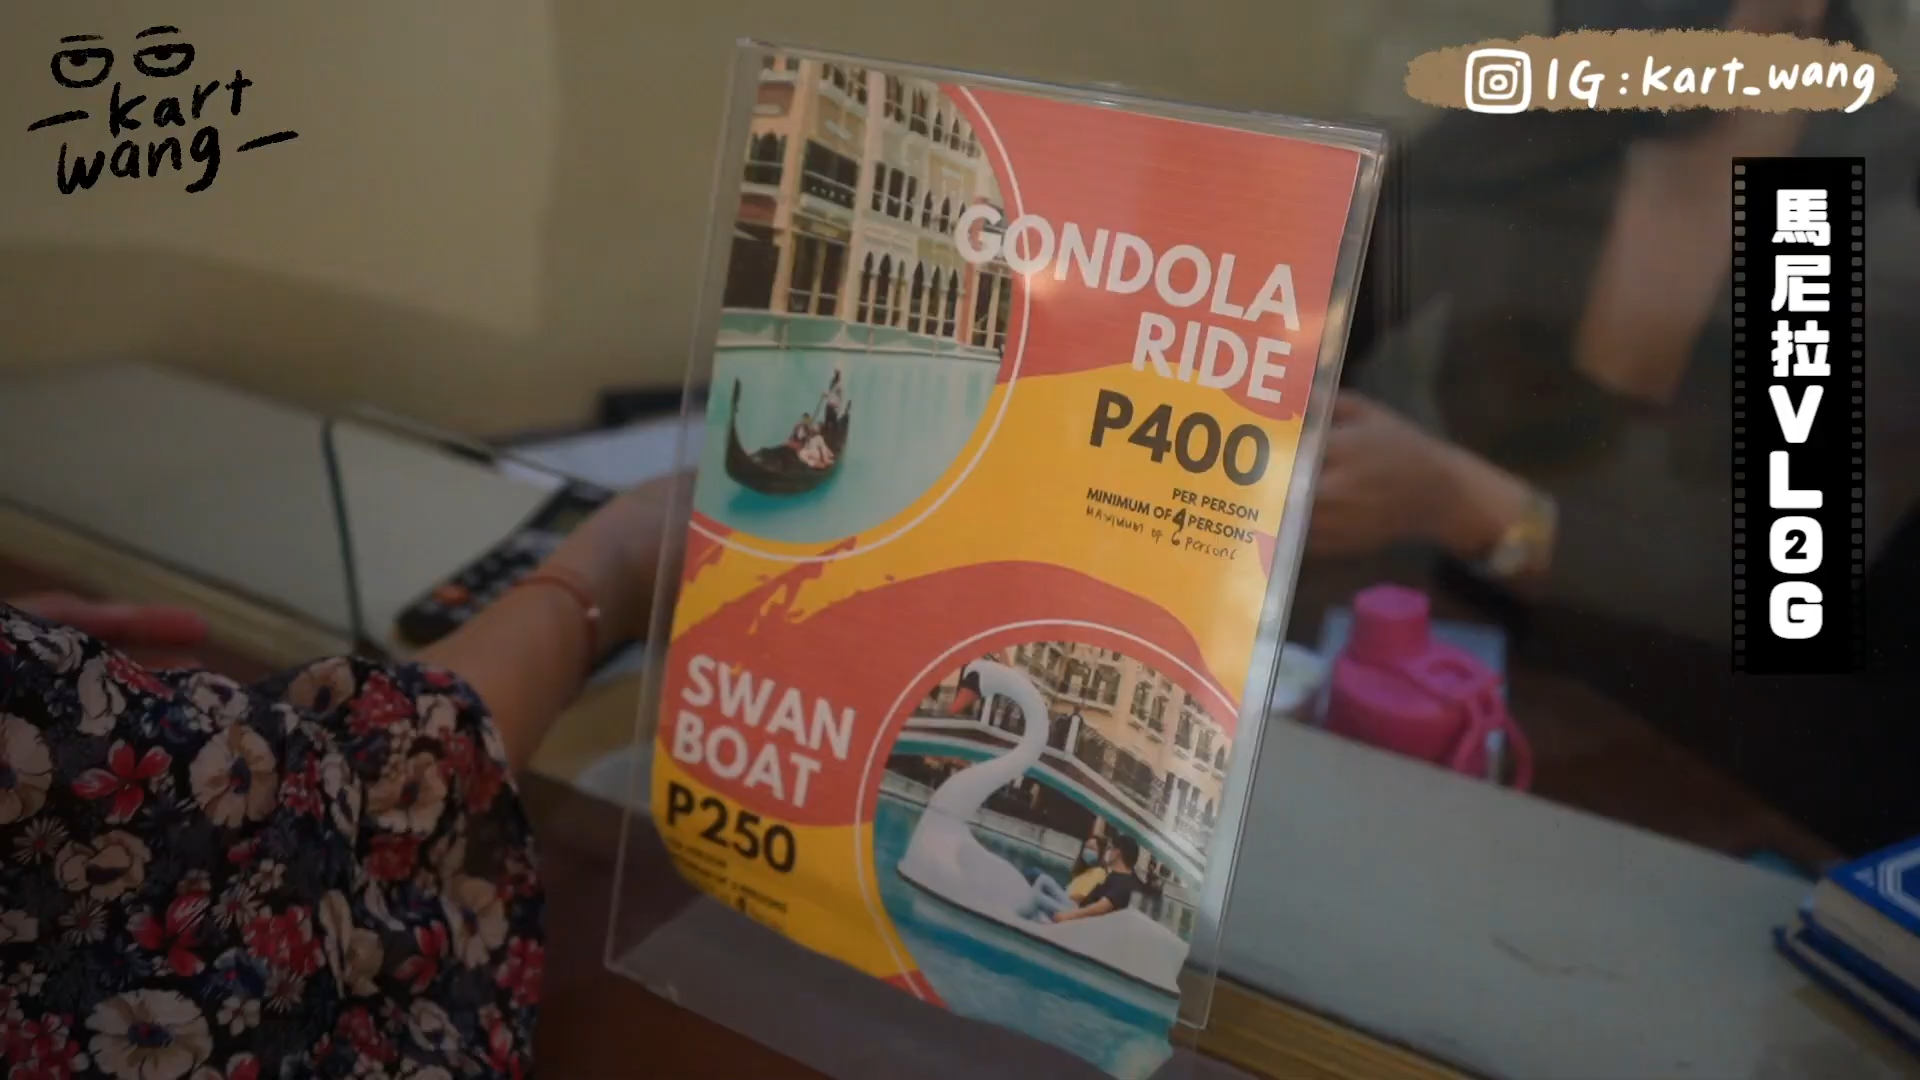 kart
wang
IG:kart_wang
馬尼拉VLOG
2
GONDOLA
RIDE
P400
PER PERSON
MINIMUM OF 4 PERSONS
MAXIMUM OF 6 Persons
SWAN
BOAT
P250